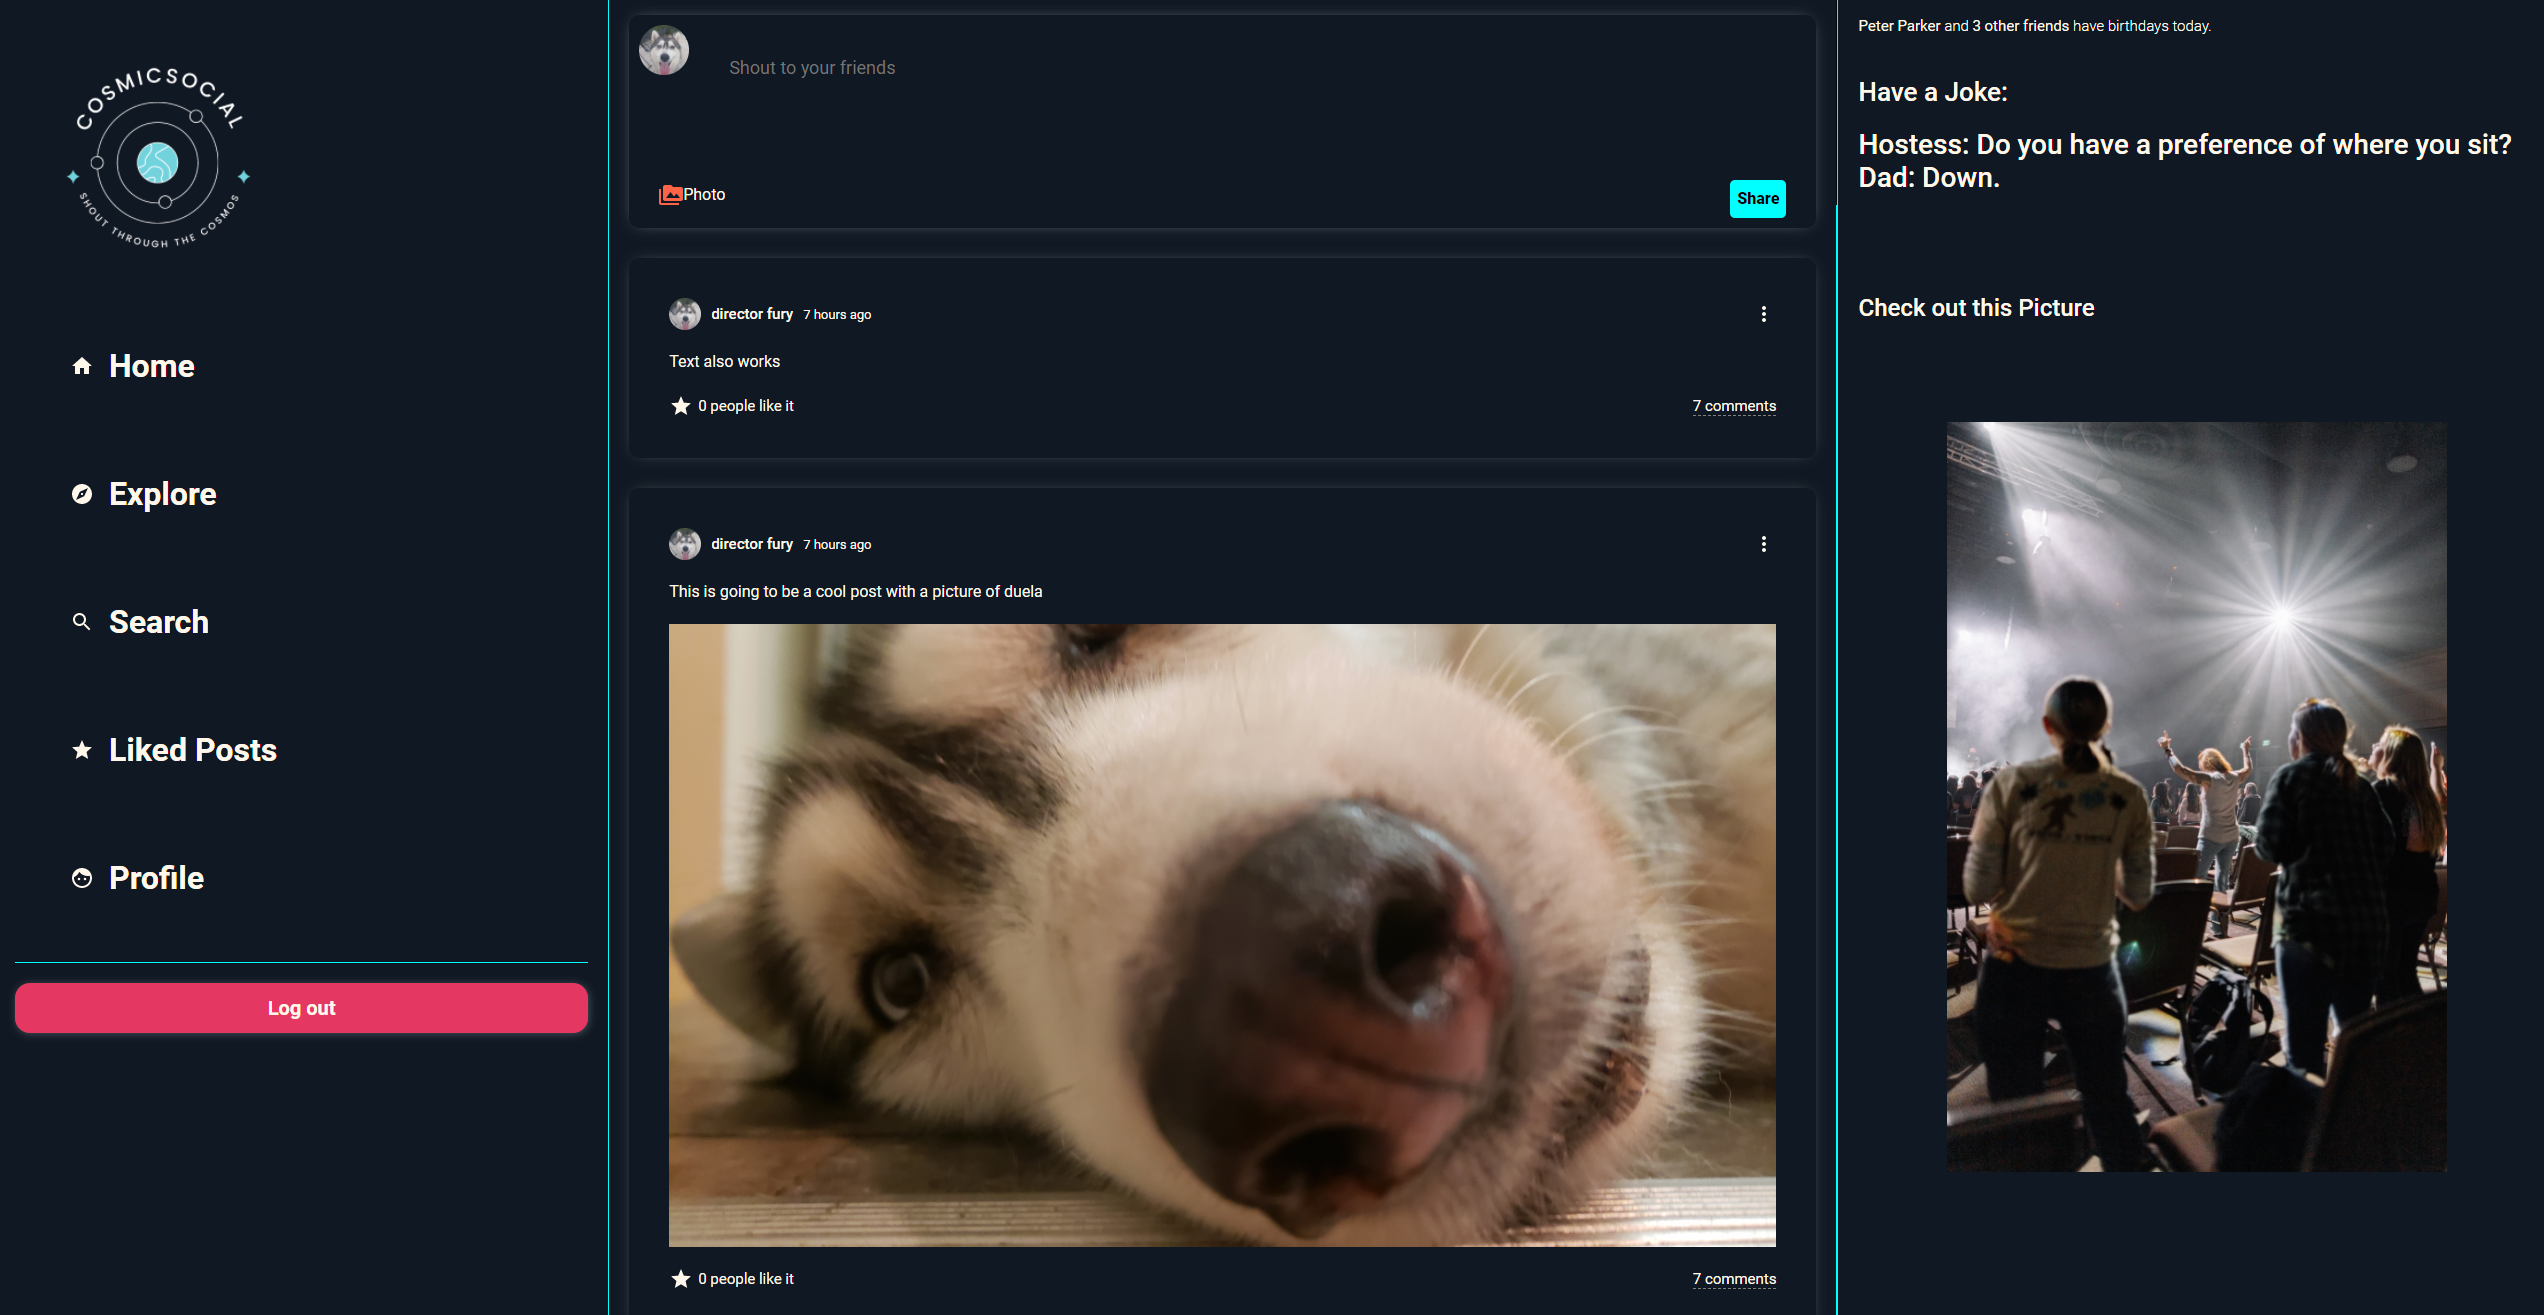 COSMICSOCIAL
SHOUT THROUGH THE COSMOS
Home
Explore
Search
Liked Posts
Profile
Log out
Shout to your friends
Photo
Share
director fury 7 hours ago
Text also works
0 people like it
7 comments
director fury 7 hours ago
This is going to be a cool post with a picture of duela
0 people like it
7 comments
Peter Parker and 3 other friends have birthdays today.
Have a Joke:
Hostess: Do you have a preference of where you sit?
Dad: Down.
Check out this Picture